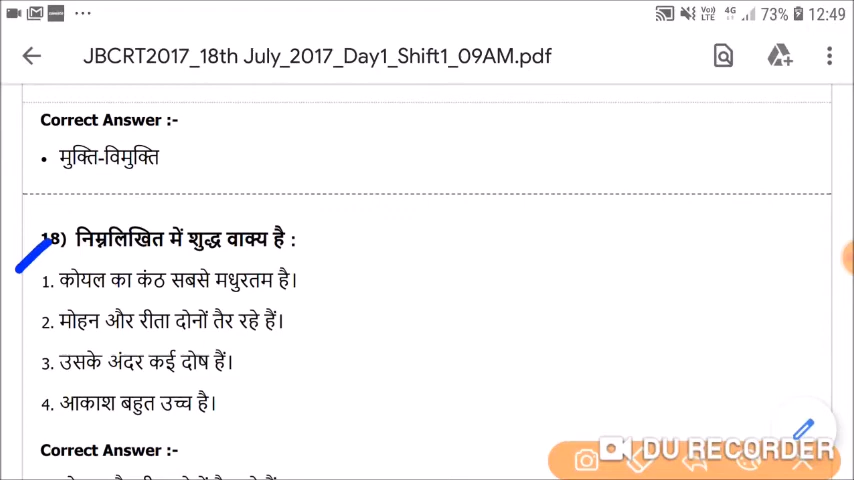 73% 12:49
JBCRT2017_18th July_2017_Day1_Shift1_09AM.pdf
Correct Answer :-
• मुक्ति-विमुक्ति
18) निम्नलिखित में शुद्ध वाक्य है :
1. कोयल का कंठ सबसे मधुरतम है।
2. मोहन और रीता दोनों तैर रहे हैं।
3. उसके अंदर कई दोष हैं।
4. आकाश बहुत उच्च है।
Correct Answer :-
DU RECORDER